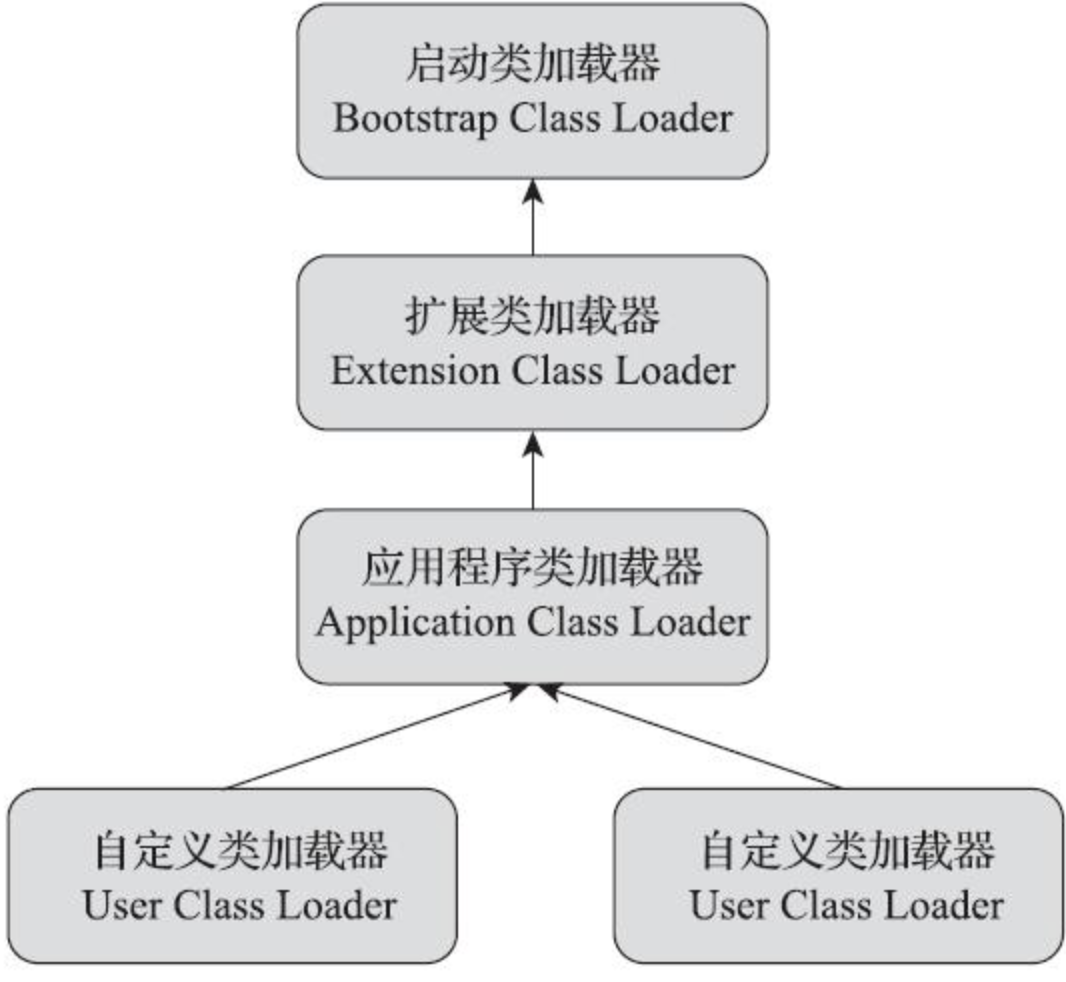 启动类加载器
Bootstrap Class Loader
扩展类加载器
Extension Class Loader
应用程序类加载器
Application Class Loader
自定义类加载器
User Class Loader
自定义类加载器
User Class Loader